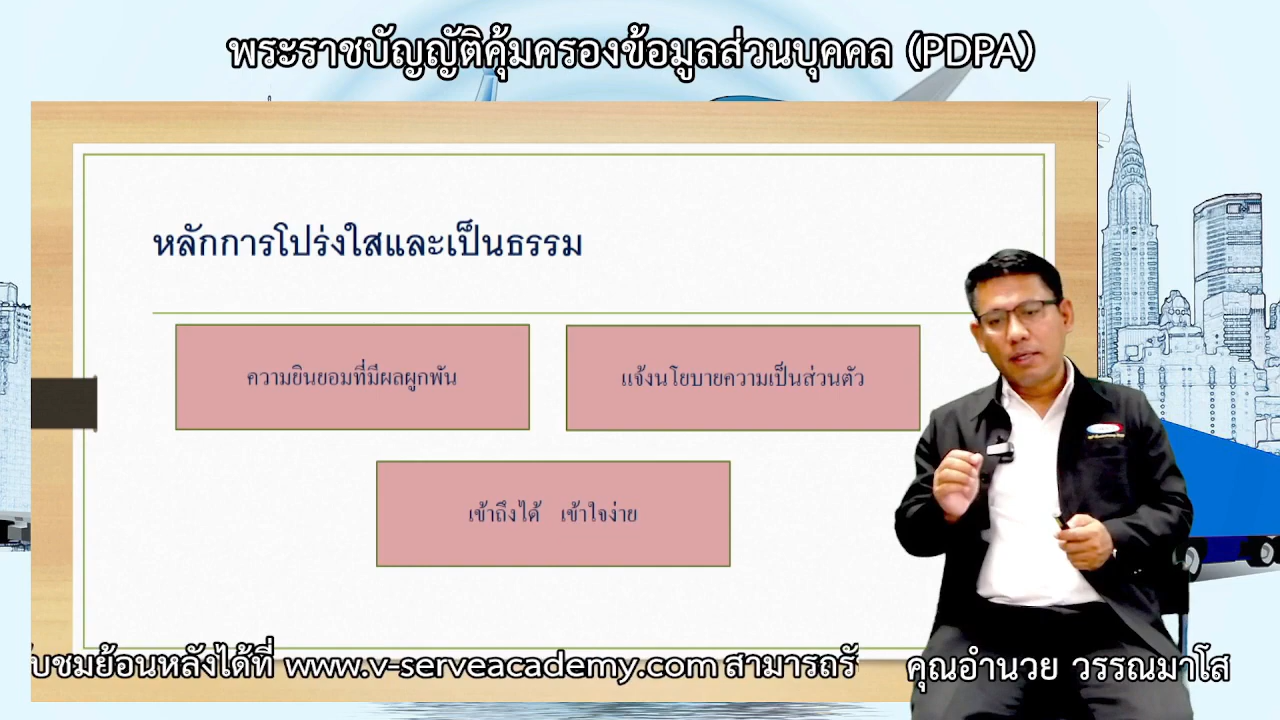 พระราชบัญญัติคุ้มครองข้อมูลส่วนบุคคล (PDPA)
หลักการโปร่งใสและเป็นธรรม
ความยินยอมที่มีผลผูกพัน
แจ้งนโยบายความเป็นส่วนตัว
เข้าถึงได้ เข้าใจง่าย
บชมย้อนหลังได้ที่ www.v-serveacademy.com สามารถรั
คุณอำนวย วรรณมาโส